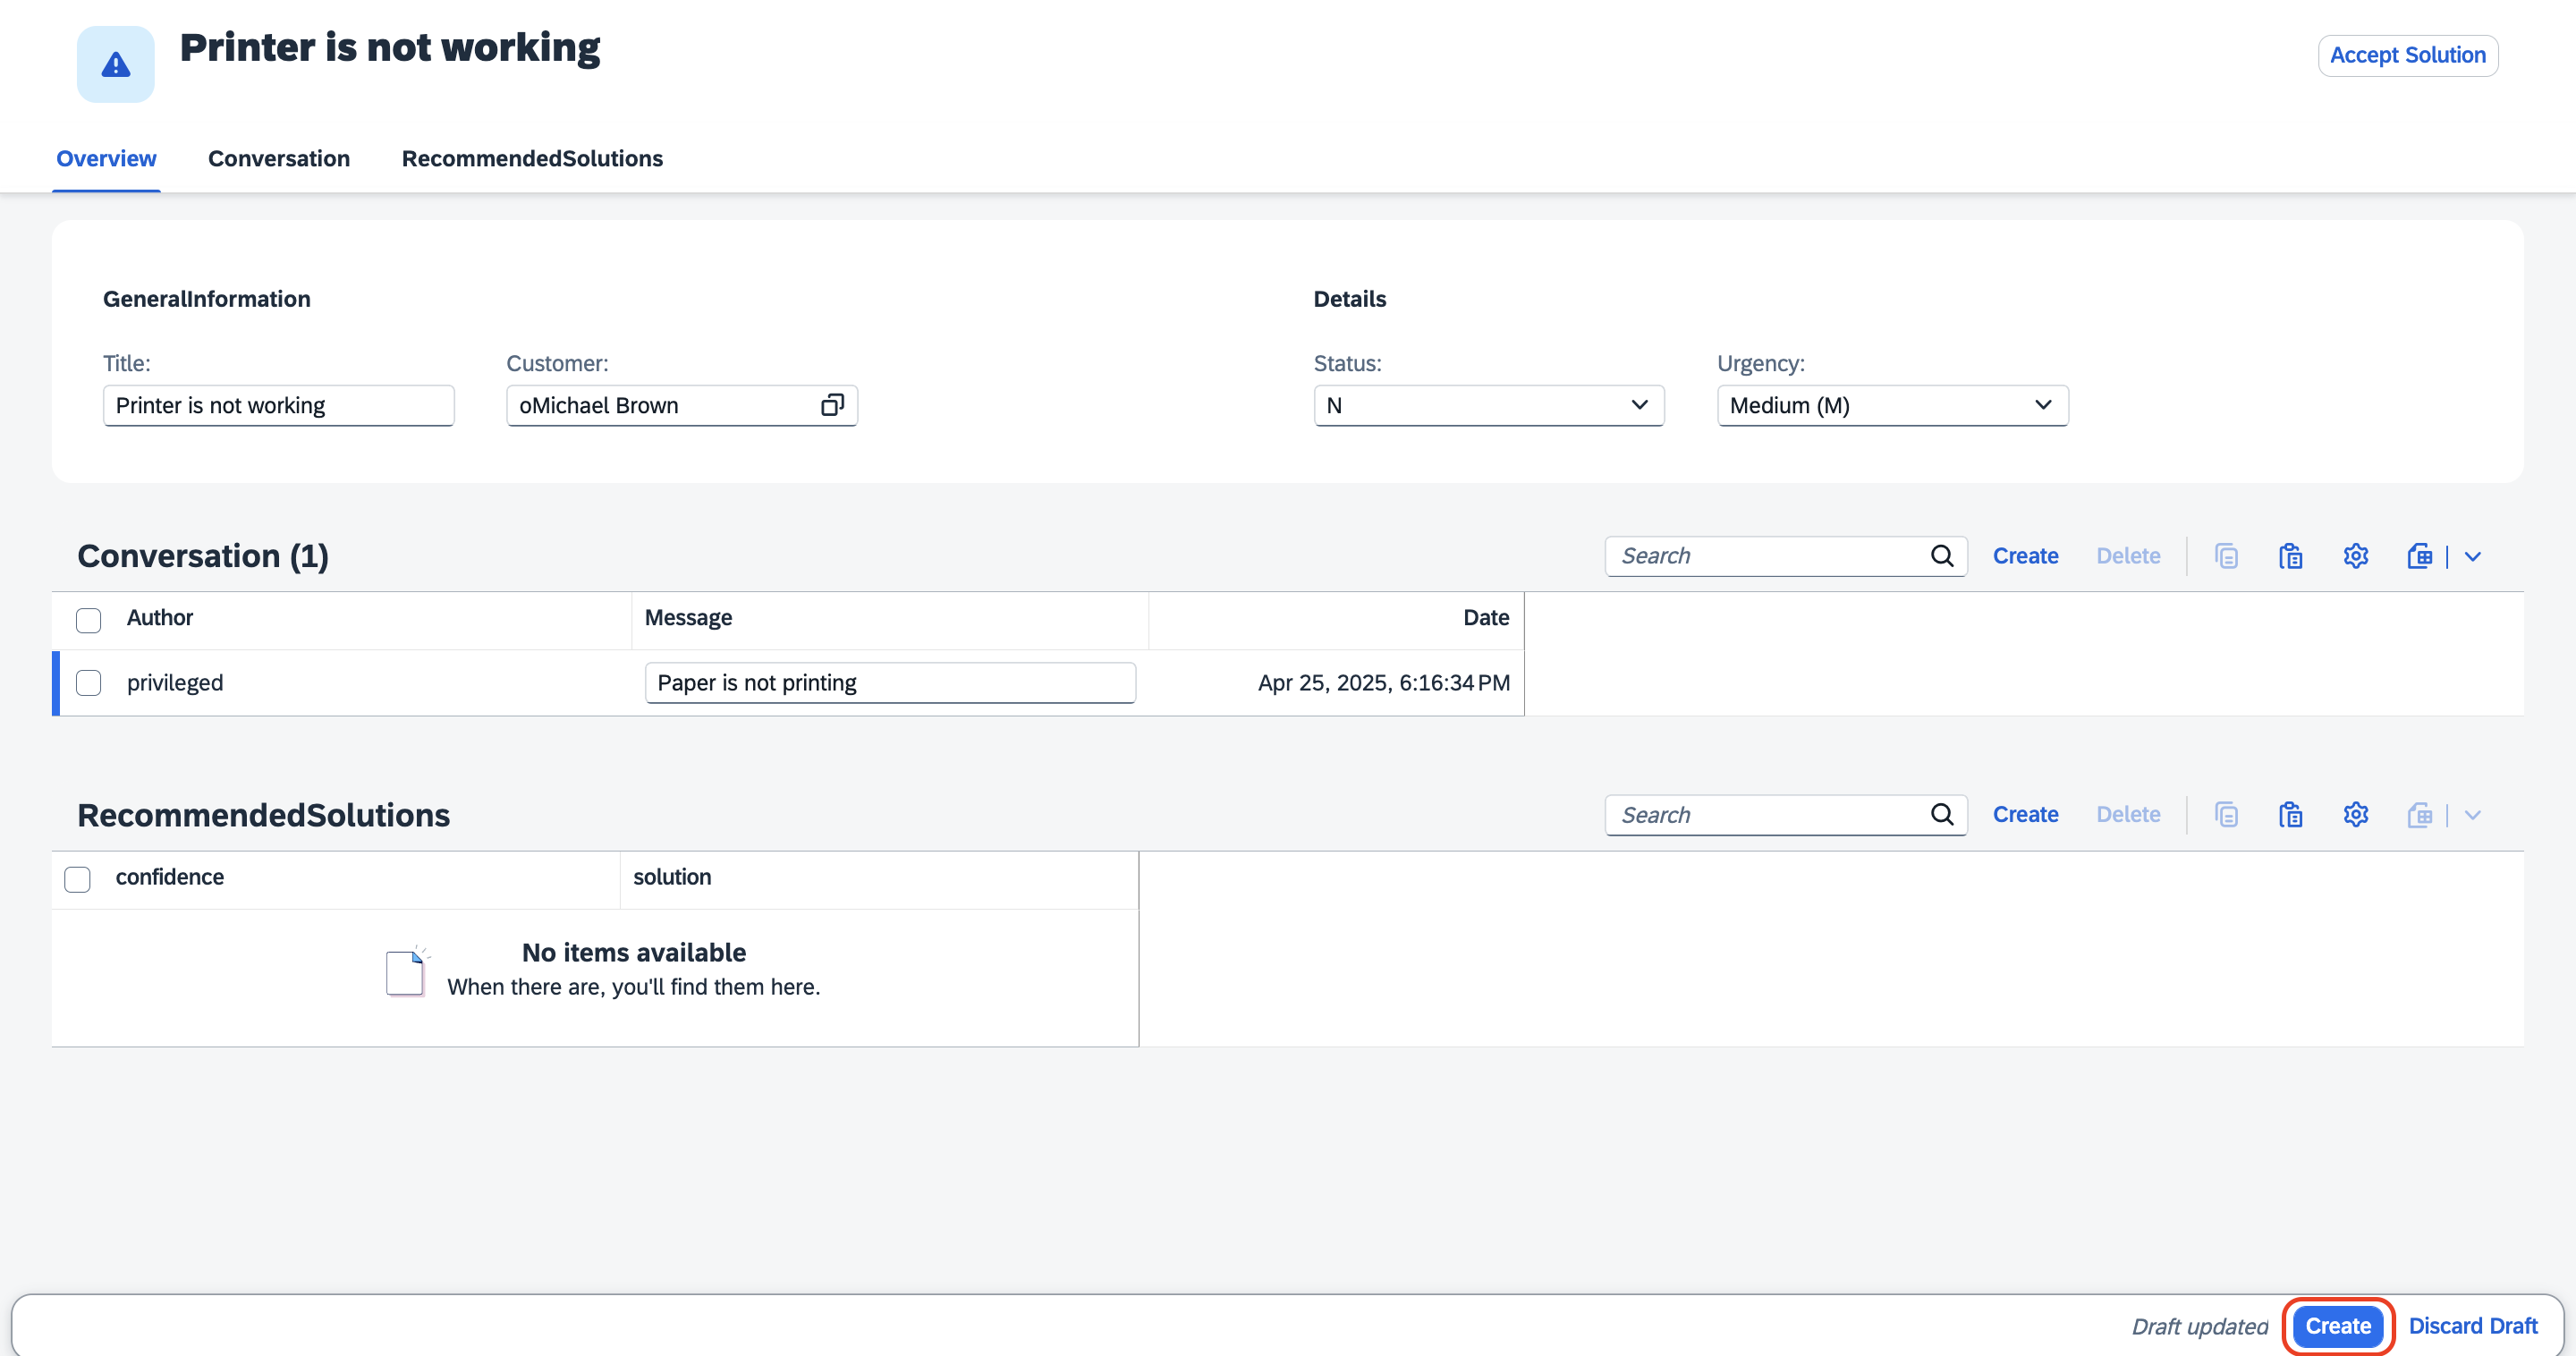 Printer is not working
Accept Solution
Overview Conversation RecommendedSolutions
GeneralInformation Details
Title: Customer: Status: Urgency:
Printer is not working oMichael Brown N Medium (M)
Conversation (1) Search Create Delete
Author Message Date
privileged Paper is not printing Apr 25, 2025, 6:16:34 PM
RecommendedSolutions Search Create Delete
confidence solution
No items available
When there are, you'll find them here.
Draft updated Create Discard Draft